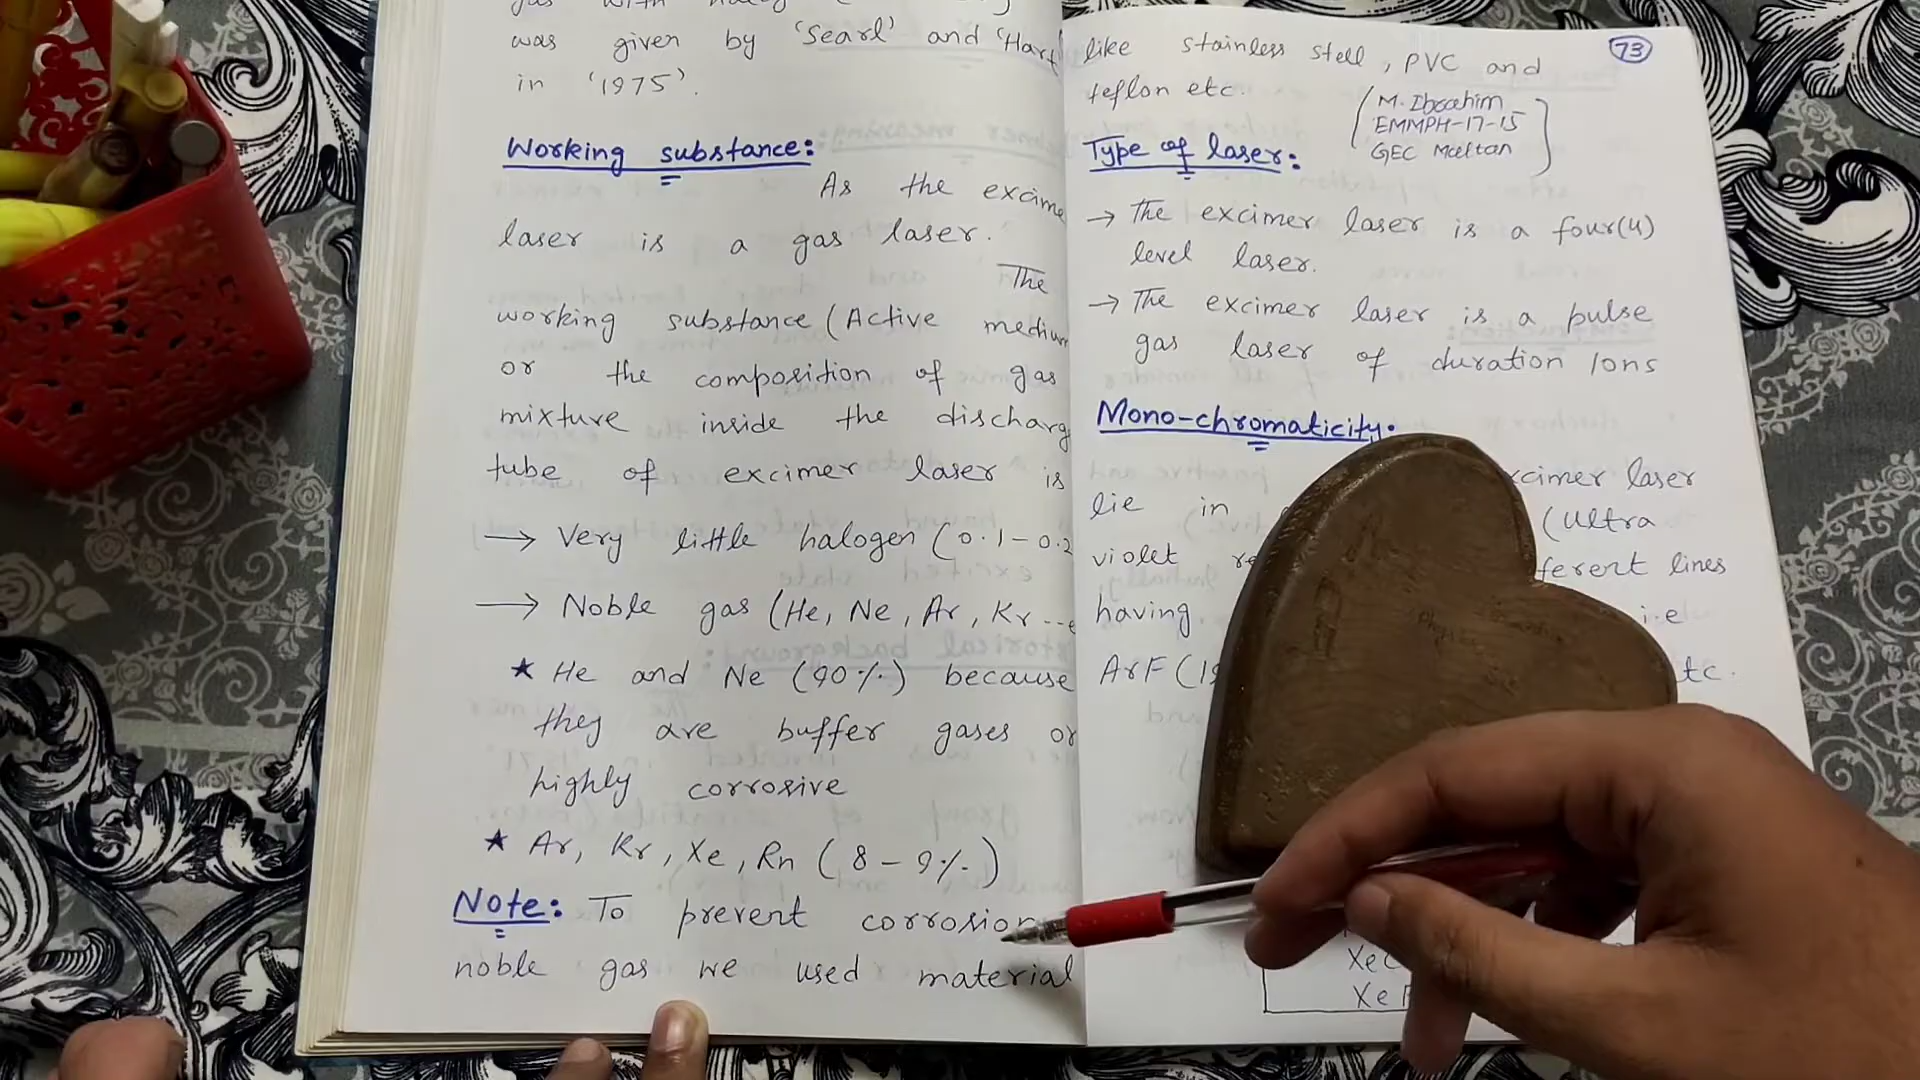 was given by 'Searl' and 'Hart
in '1975'.
Working substance:
As the excime
laser is a gas laser.
The
working substance (Active medium
or the composition of gas
mixture inside the discharg
tube of excimer laser is
→ Very little halogen (0.1-0.2
→ Noble gas (He, Ne, Ar, Kr --e
★ He and Ne (90%) because
they are buffer gases or
highly corrosive
★ Ar, Kr, Xe, Rn (8-9%)
Note: To prevent corrosion
noble gas we used material
73
like stainless stell, PVC and
teflon etc.
(M. Ibrahim
EMMPH-17-15
GEC Multan)
Type of laser:
→ The excimer laser is a four(4)
level laser.
→ The excimer laser is a pulse
gas laser of duration 10ns
Mono-chromaticity:
excimer laser
lie in (Ultra
violet ferent lines
having i.e
ArF (19 etc.
XeC
XeF